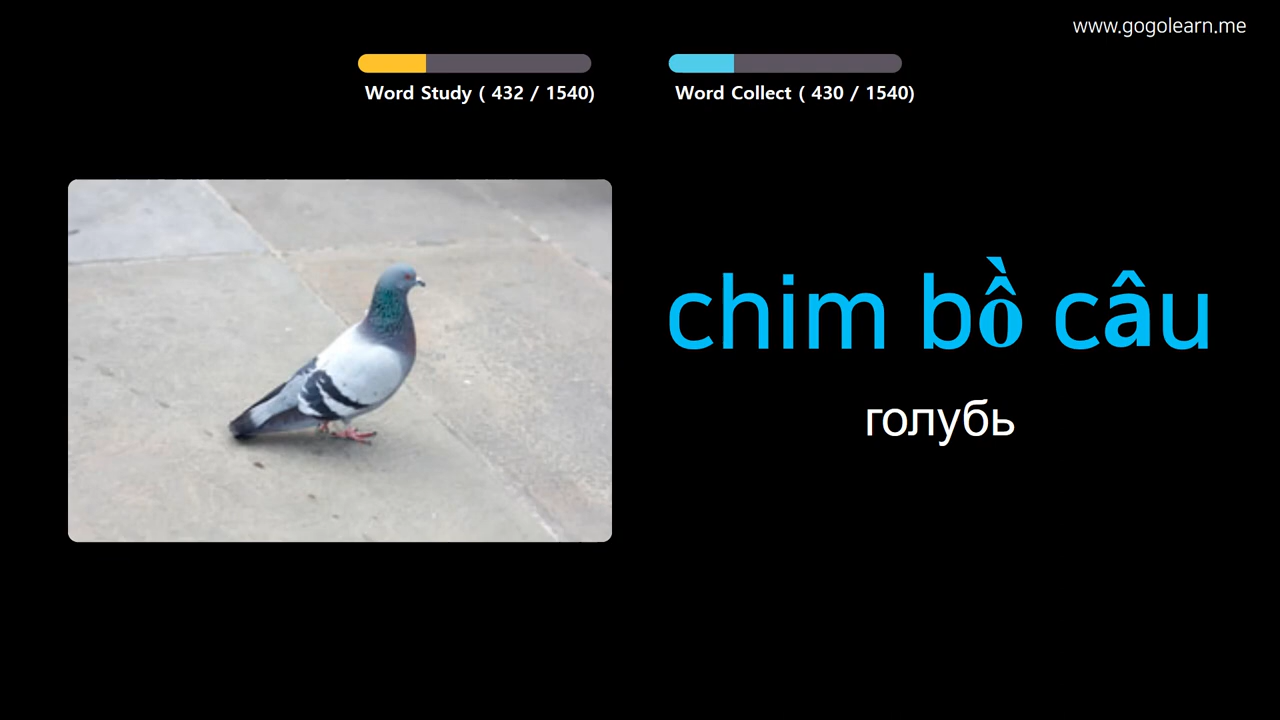 www.gogolearn.me
Word Study ( 432 / 1540)
Word Collect ( 430 / 1540)
chim bồ câu
голубь